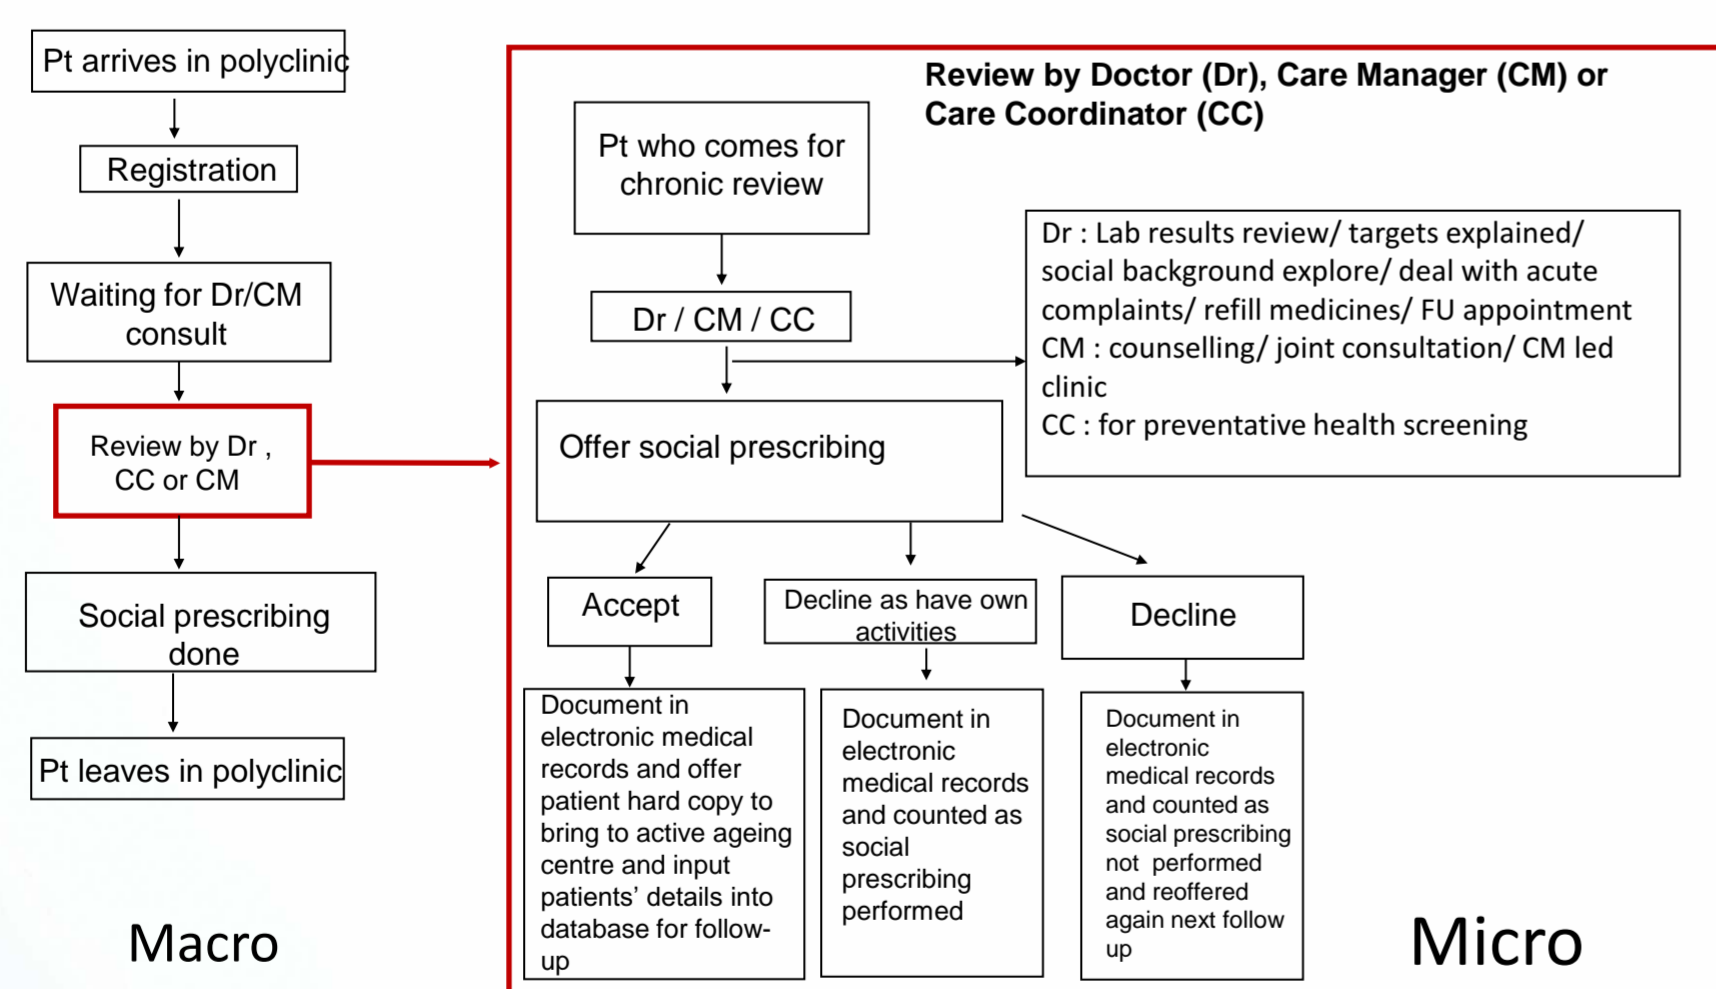 Pt arrives in polyclinic
Registration
Waiting for Dr/CM
consult
Review by Dr ,
CC or CM
Social prescribing
done
Pt leaves in polyclinic
Macro
Review by Doctor (Dr), Care Manager (CM) or
Care Coordinator (CC)
Pt who comes for
chronic review
Dr / CM / CC
Dr : Lab results review/ targets explained/
social background explore/ deal with acute
complaints/ refill medicines/ FU appointment
CM : counselling/ joint consultation/ CM led
clinic
CC : for preventative health screening
Offer social prescribing
Accept
Decline as have own
activities
Decline
Document in
electronic medical
records and offer
patient hard copy to
bring to active ageing
centre and input
patients’ details into
database for follow-
up
Document in
electronic
medical records
and counted as
social
prescribing
performed
Document in
electronic
medical records
and counted as
social prescribing
not performed
and reoffered
again next follow
up
Micro